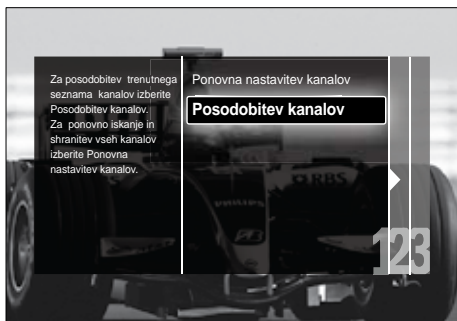 Za posodobitev trenutnega
seznama kanalov izberite
Posodobitev kanalov.
Za ponovno iskanje in
shranitev vseh kanalov
izberite Ponovna
nastavitev kanalov.
Ponovna nastavitev kanalov
Posodobitev kanalov
RBS
PHILIPS
123